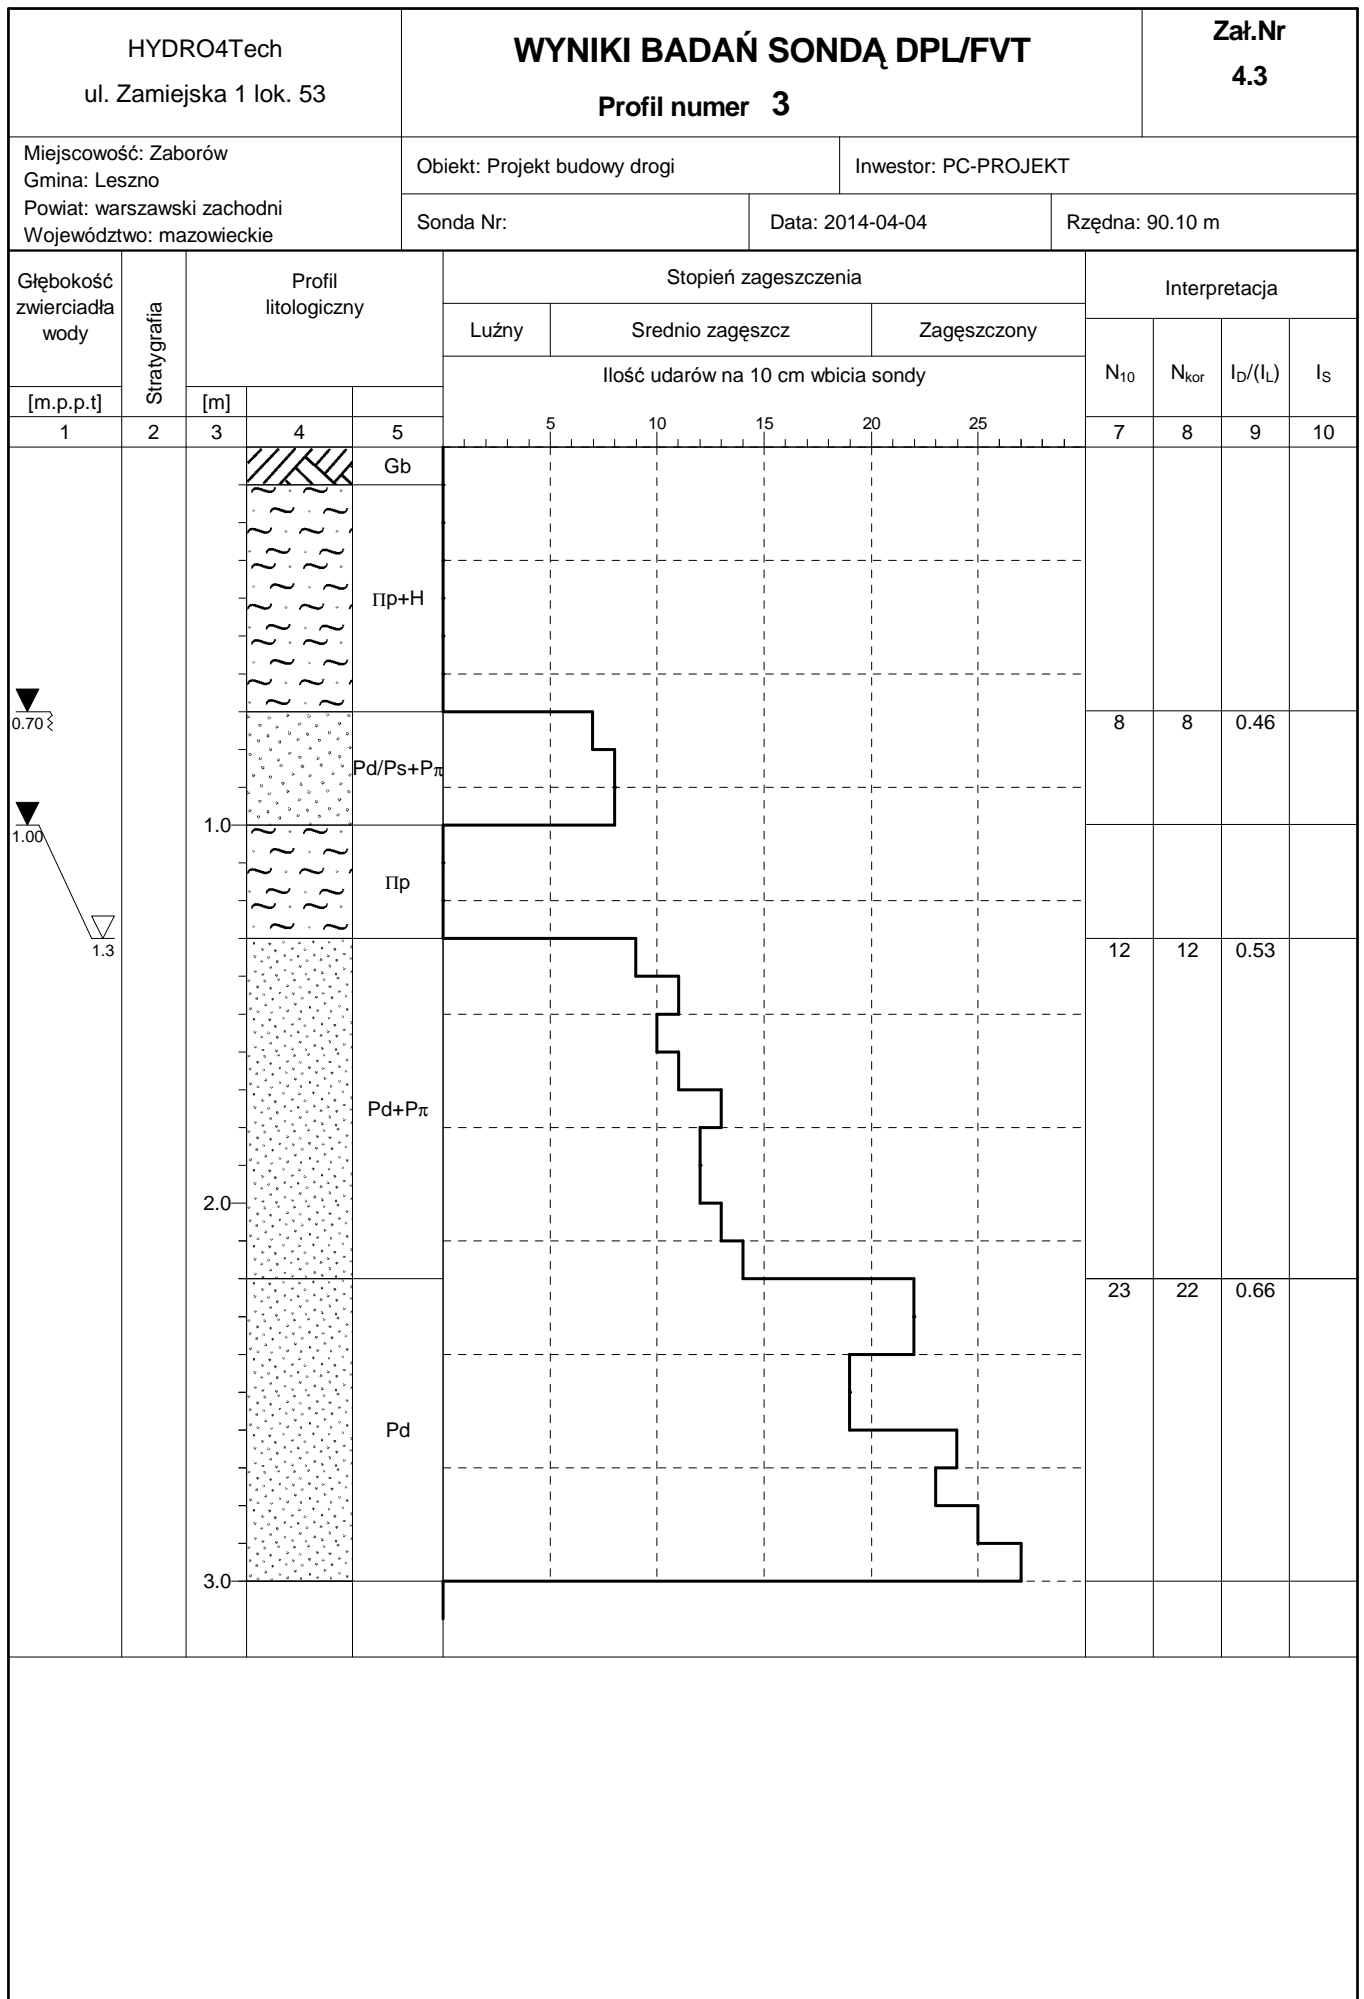 HYDRO4Tech
ul. Zamiejska 1 lok. 53
WYNIKI BADAŃ SONDĄ DPL/FVT
Profil numer 3
Zał.Nr
4.3
Miejscowość: Zaborów
Gmina: Leszno
Powiat: warszawski zachodni
Województwo: mazowieckie
Obiekt: Projekt budowy drogi
Inwestor: PC-PROJEKT
Sonda Nr:
Data: 2014-04-04
Rzędna: 90.10 m
Głębokość
zwierciadła
wody
[m.p.p.t]
Stratygrafia
Profil
litologiczny
[m]
Stopień zageszczenia
Luźny
Srednio zagęszcz
Zagęszczony
Ilość udarów na 10 cm wbicia sondy
5 10 15 20 25
Interpretacja
N10 Nkor ID/(IL) IS
1 2 3 4 5 7 8 9 10
Gb
Πp+H
0.70
8 8 0.46
Pd/Ps+Pπ
1.0
1.00
Πp
1.3
12 12 0.53
Pd+Pπ
2.0
23 22 0.66
Pd
3.0